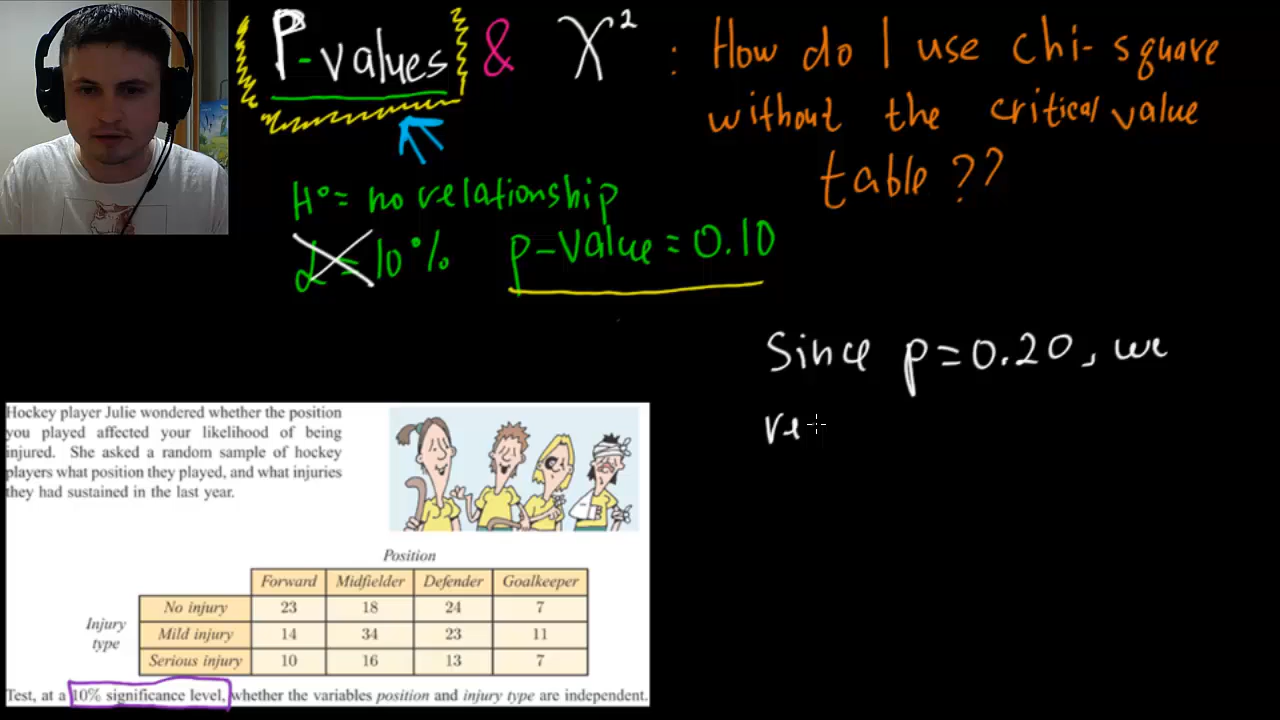 P-values & X² : How do I use chi-square
without the critical value
table ??
H⁰= no relationship
α = 10% p-value = 0.10
Since p=0.20, we
re
Hockey player Julie wondered whether the position
you played affected your likelihood of being
injured. She asked a random sample of hockey
players what position they played, and what injuries
they had sustained in the last year.
Position
Forward Midfielder Defender Goalkeeper
Injury type
No injury 23 18 24 7
Mild injury 14 34 23 11
Serious injury 10 16 13 7
Test, at a 10% significance level, whether the variables position and injury type are independent.